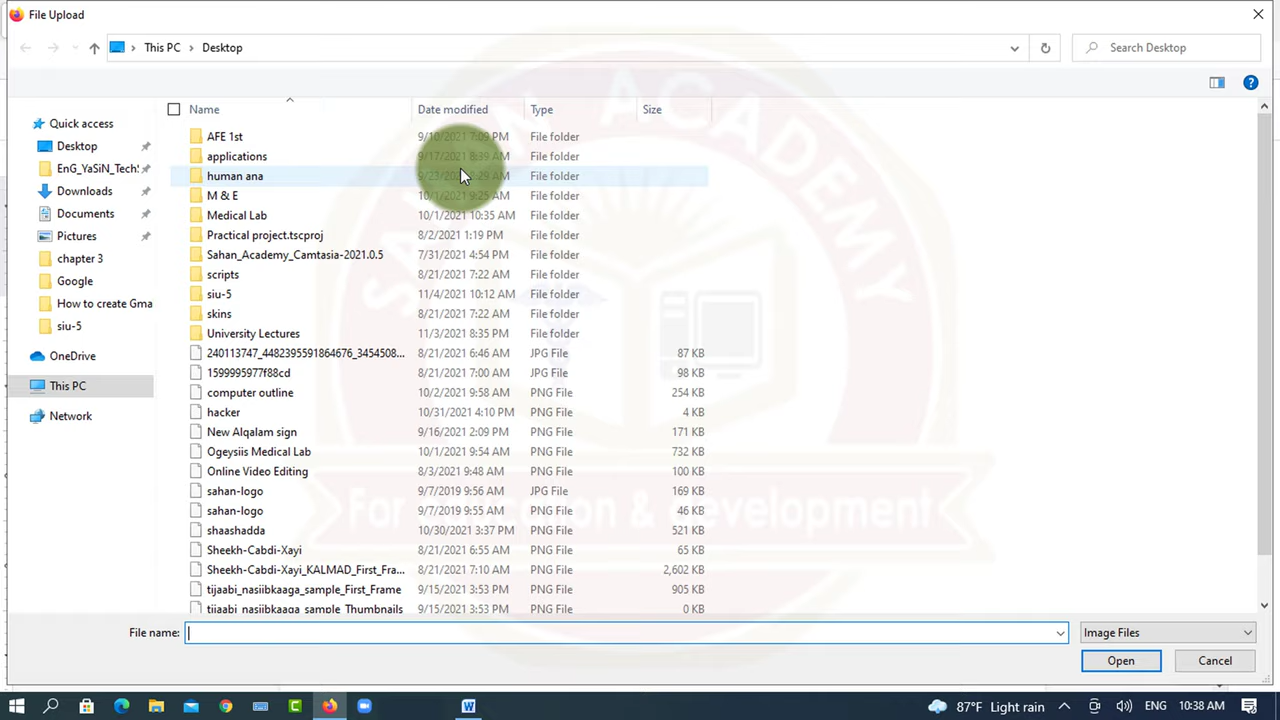 File Upload
This PC > Desktop
Search Desktop
Name Date modified Type Size
Quick access
Desktop
EnG_YaSiN_Tech
Downloads
Documents
Pictures
chapter 3
Google
How to create Gma
siu-5
OneDrive
This PC
Network
AFE 1st 9/10/2021 7:09 PM File folder
applications 9/17/2021 8:39 AM File folder
human ana 9/23/2021 8:29 AM File folder
M & E 10/1/2021 9:25 AM File folder
Medical Lab 10/1/2021 10:35 AM File folder
Practical project.tscproj 8/2/2021 1:19 PM File folder
Sahan_Academy_Camtasia-2021.0.5 7/31/2021 4:54 PM File folder
scripts 8/21/2021 7:22 AM File folder
siu-5 11/4/2021 10:12 AM File folder
skins 8/21/2021 7:22 AM File folder
University Lectures 11/3/2021 8:35 PM File folder
240113747_4482395591864676_3454508... 8/21/2021 6:46 AM JPG File 87 KB
1599995977f88cd 8/21/2021 7:00 AM JPG File 98 KB
computer outline 10/2/2021 9:58 AM PNG File 254 KB
hacker 10/31/2021 4:10 PM PNG File 4 KB
New Alqalam sign 9/16/2021 2:09 PM PNG File 171 KB
Ogeysiis Medical Lab 10/1/2021 9:54 AM PNG File 732 KB
Online Video Editing 8/3/2021 9:48 AM PNG File 100 KB
sahan-logo 9/7/2019 9:56 AM JPG File 169 KB
sahan-logo 9/7/2019 9:55 AM PNG File 46 KB
shaashadda 10/30/2021 3:37 PM PNG File 521 KB
Sheekh-Cabdi-Xayi 8/21/2021 6:55 AM PNG File 65 KB
Sheekh-Cabdi-Xayi_KALMAD_First_Fra... 8/21/2021 7:10 AM PNG File 2,602 KB
tijaabi_nasiibkaaga_sample_First_Frame 9/15/2021 3:53 PM PNG File 905 KB
tijaabi_nasiibkaaga_sample_Thumbnails 9/15/2021 3:53 PM PNG File 0 KB
File name:
Image Files
Open
Cancel
87°F Light rain
ENG
10:38 AM